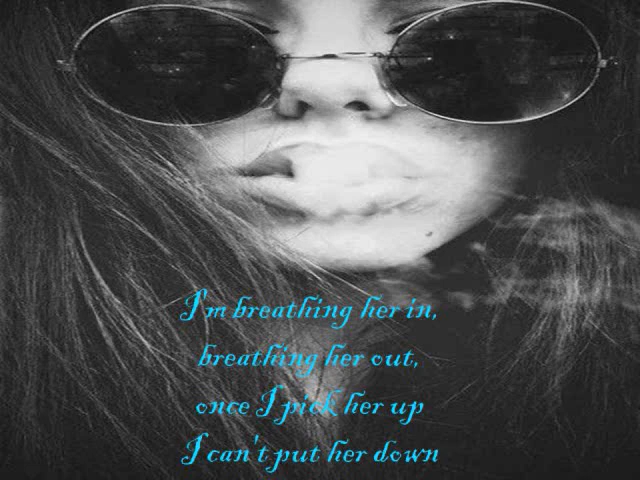 I'm breathing her in,
breathing her out,
once I pick her up
I can't put her down